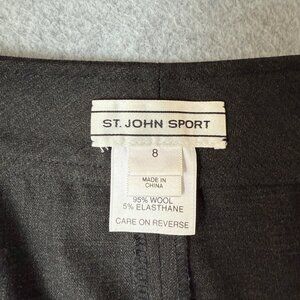 ST. JOHN SPORT
8
MADE IN
CHINA
95% WOOL
5% ELASTHANE
CARE ON REVERSE